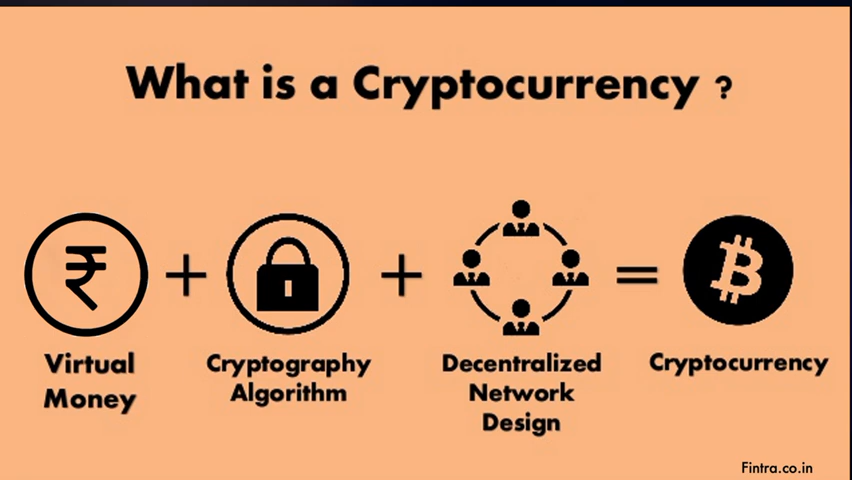 What is a Cryptocurrency ?
₹
+
+
=
₿
Virtual
Money
Cryptography
Algorithm
Decentralized
Network
Design
Cryptocurrency
Fintra.co.in